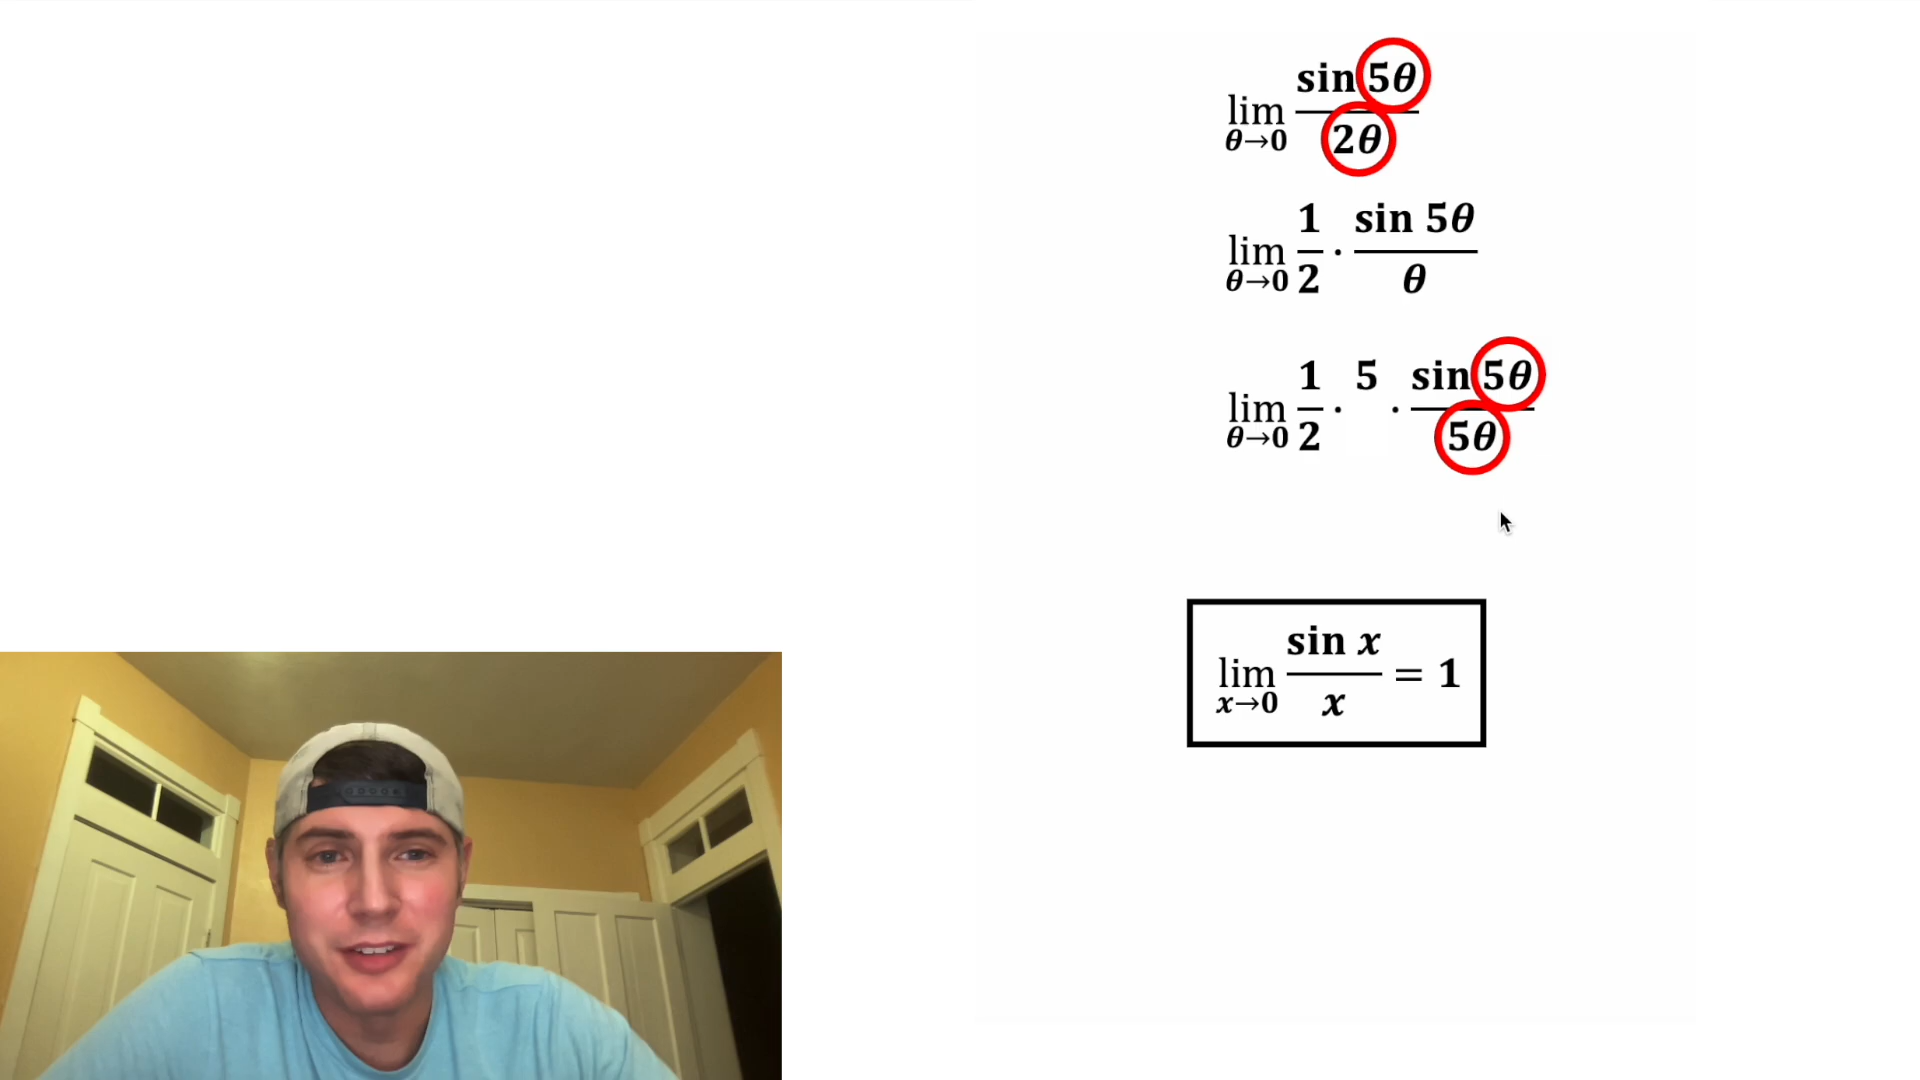 lim θ→0 sin 5θ / 2θ
lim θ→0 1/2 · sin 5θ / θ
lim θ→0 1/2 · 5 · sin 5θ / 5θ
lim x→0 sin x / x = 1